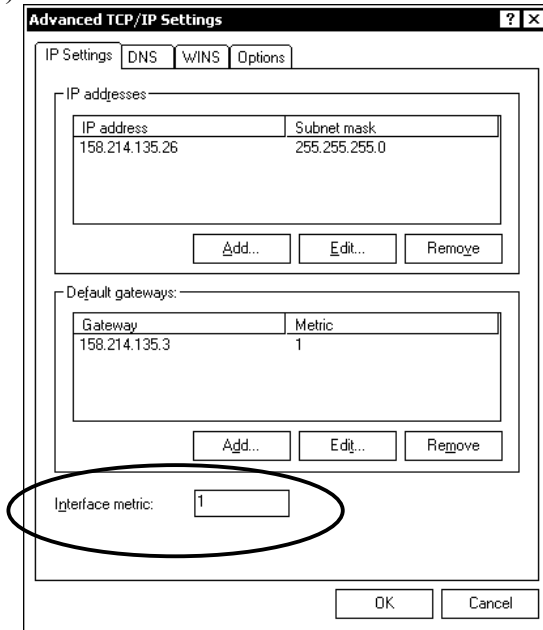 )
Advanced TCP/IP Settings ? X
IP Settings DNS WINS Options
IP addresses
IP address Subnet mask
158.214.135.26 255.255.255.0
Add... Edit... Remove
Default gateways:
Gateway Metric
158.214.135.3 1
Add... Edit... Remove
Interface metric: 1
OK Cancel